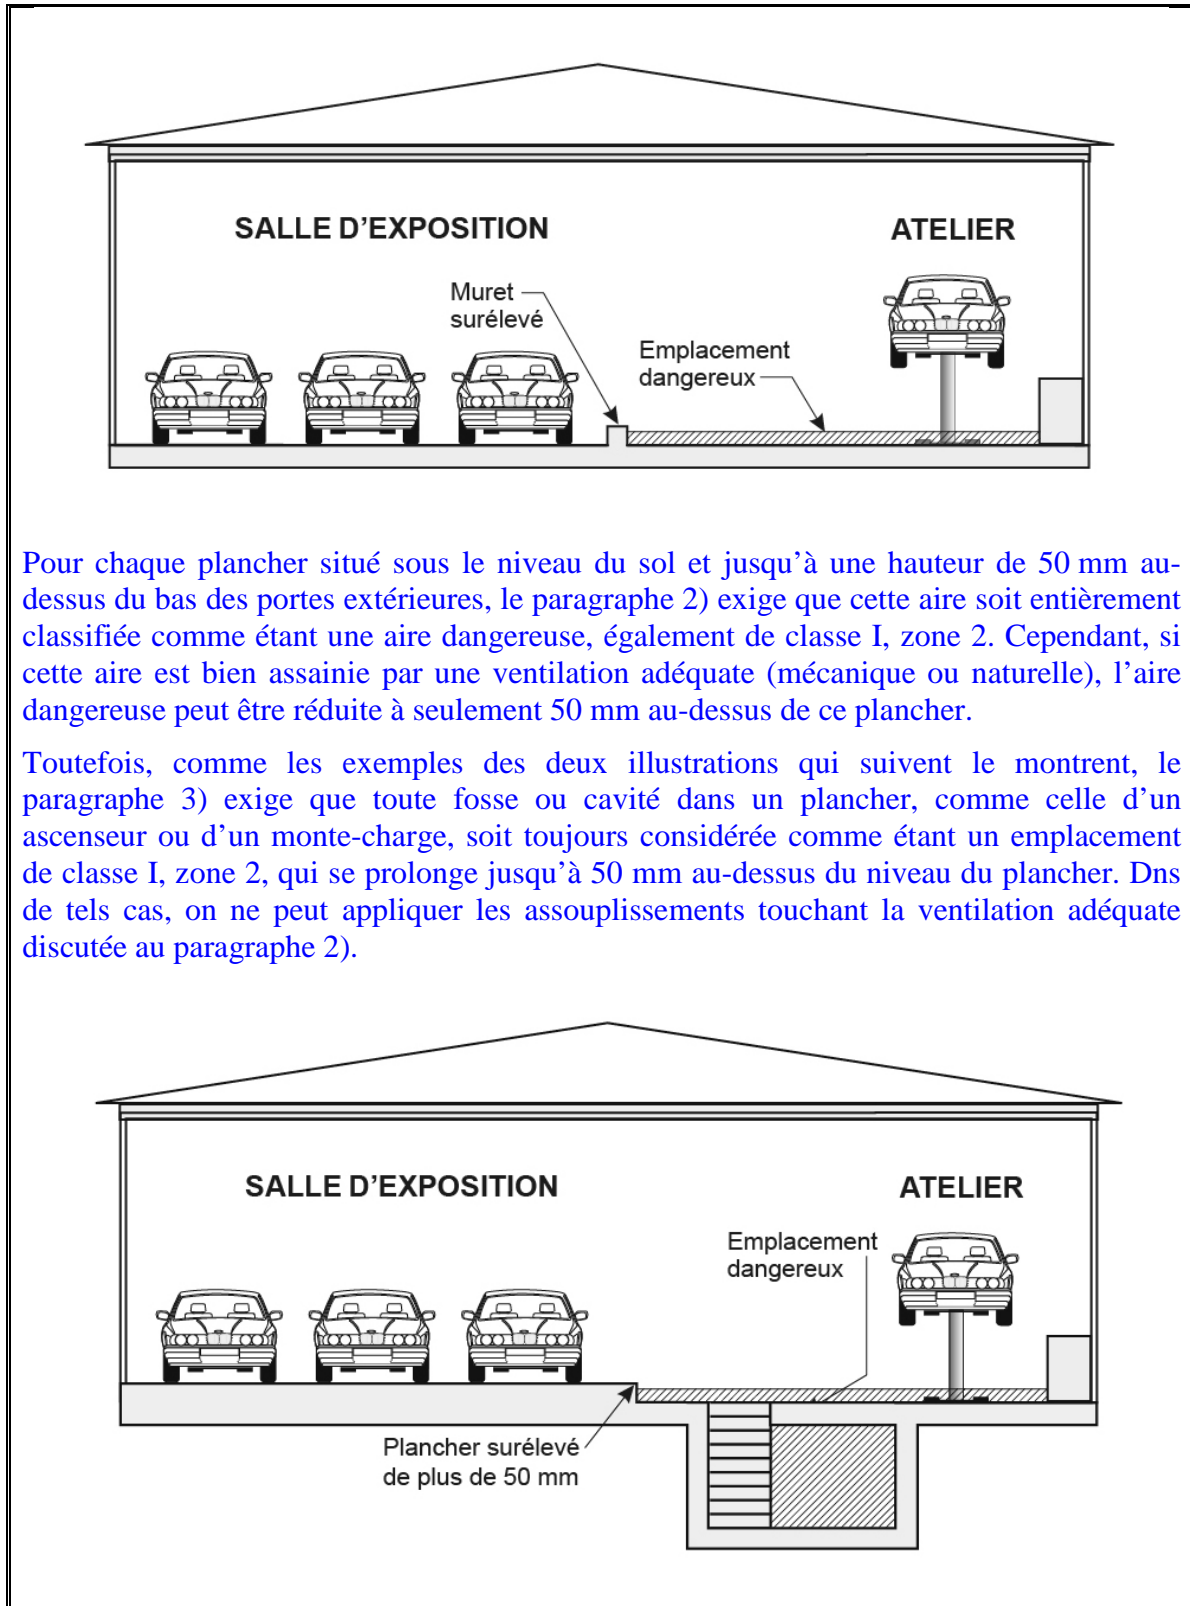 SALLE D'EXPOSITION
ATELIER
Muret
surélevé
Emplacement
dangereux
Pour chaque plancher situé sous le niveau du sol et jusqu'à une hauteur de 50 mm au-
dessus du bas des portes extérieures, le paragraphe 2) exige que cette aire soit entièrement
classifiée comme étant une aire dangereuse, également de classe I, zone 2. Cependant, si
cette aire est bien assainie par une ventilation adéquate (mécanique ou naturelle), l'aire
dangereuse peut être réduite à seulement 50 mm au-dessus de ce plancher.
Toutefois, comme les exemples des deux illustrations qui suivent le montrent, le
paragraphe 3) exige que toute fosse ou cavité dans un plancher, comme celle d'un
ascenseur ou d'un monte-charge, soit toujours considérée comme étant un emplacement
de classe I, zone 2, qui se prolonge jusqu'à 50 mm au-dessus du niveau du plancher. Dns
de tels cas, on ne peut appliquer les assouplissements touchant la ventilation adéquate
discutée au paragraphe 2).
SALLE D'EXPOSITION
ATELIER
Emplacement
dangereux
Plancher surélevé
de plus de 50 mm